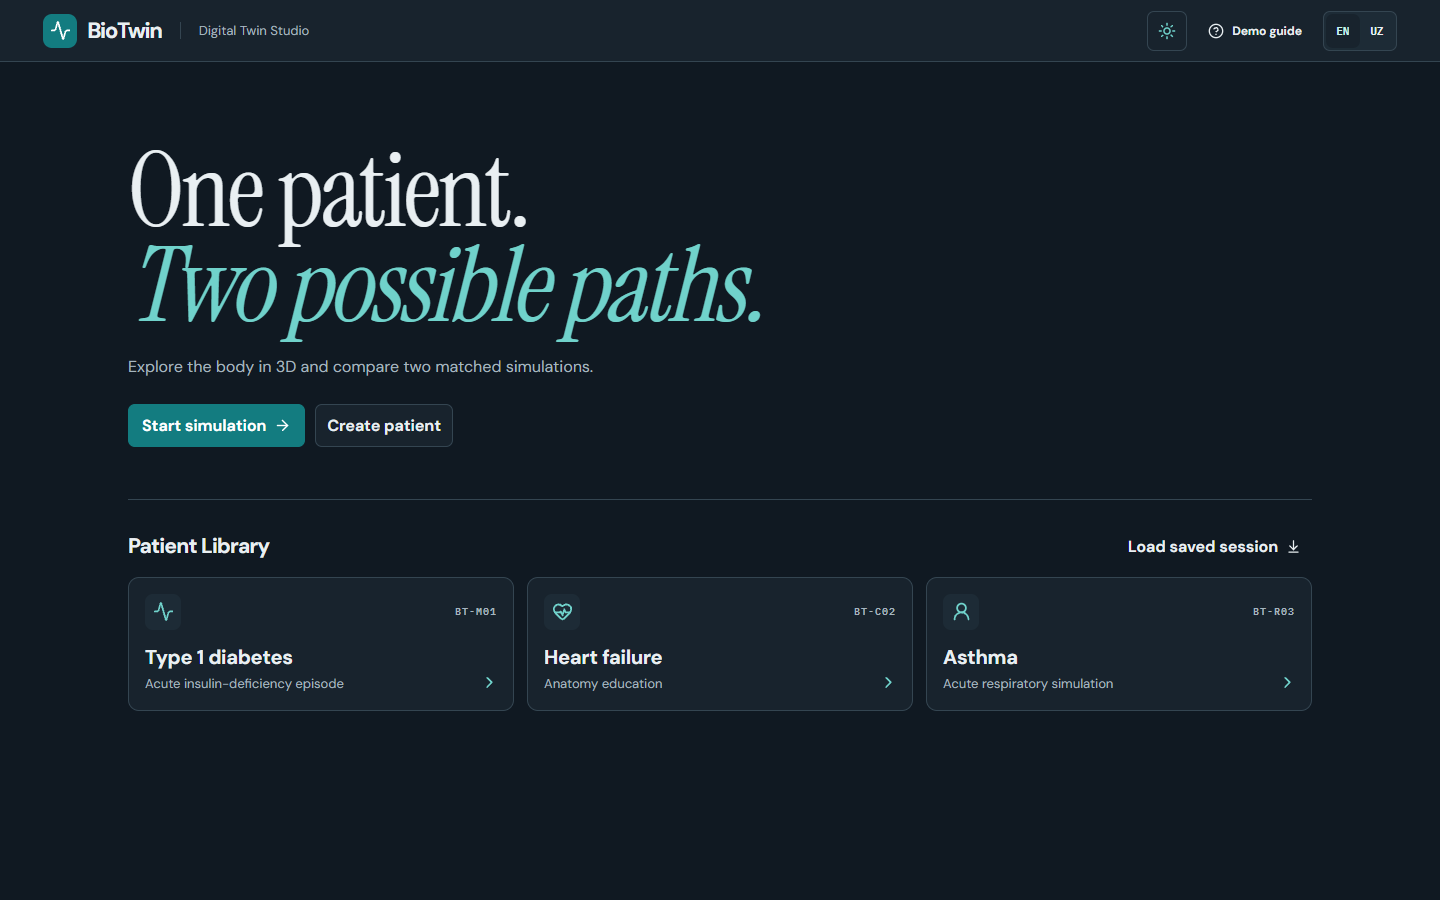 BioTwin
Digital Twin Studio
Demo guide
EN
UZ
One patient.
Two possible paths.
Explore the body in 3D and compare two matched simulations.
Start simulation
Create patient
Patient Library
Load saved session
BT-M01
Type 1 diabetes
Acute insulin-deficiency episode
BT-C02
Heart failure
Anatomy education
BT-R03
Asthma
Acute respiratory simulation